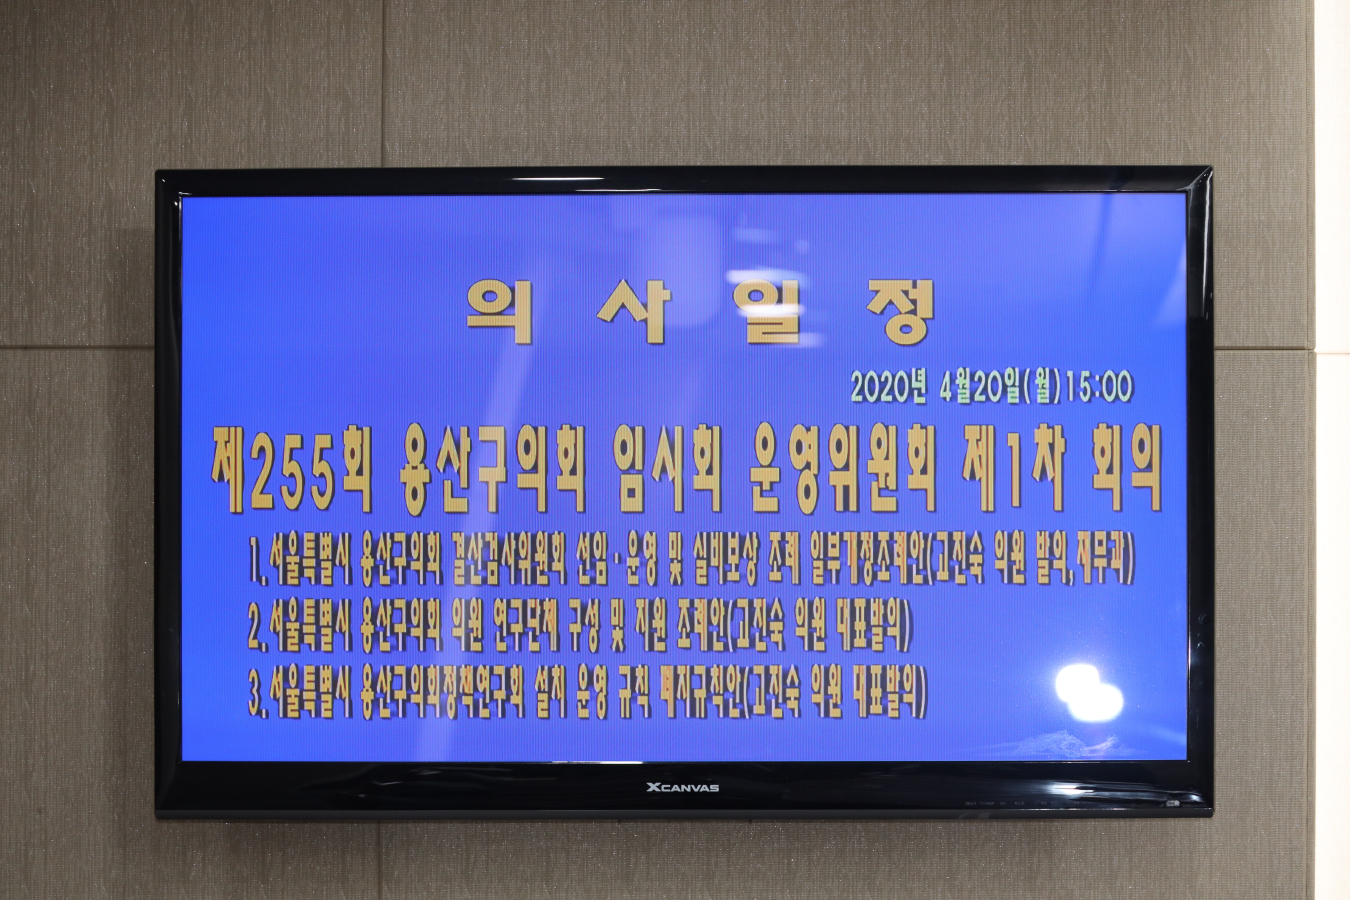 의 사 일 정
2020년 4월20일(월)15:00
제255회 용산구의회 임시회 운영위원회 제1차 회의
1.서울특별시 용산구의회 결산검사위원회 선임·운영 및 실비보상 조례 일부개정조례안(고진숙 의원 발의,재무과)
2.서울특별시 용산구의회 의원 연구단체 구성 및 지원 조례안(고진숙 의원 대표발의)
3.서울특별시 용산구의회정책연구회 설치 운영 규칙 폐지규칙안(고진숙 의원 대표발의)
XCANVAS